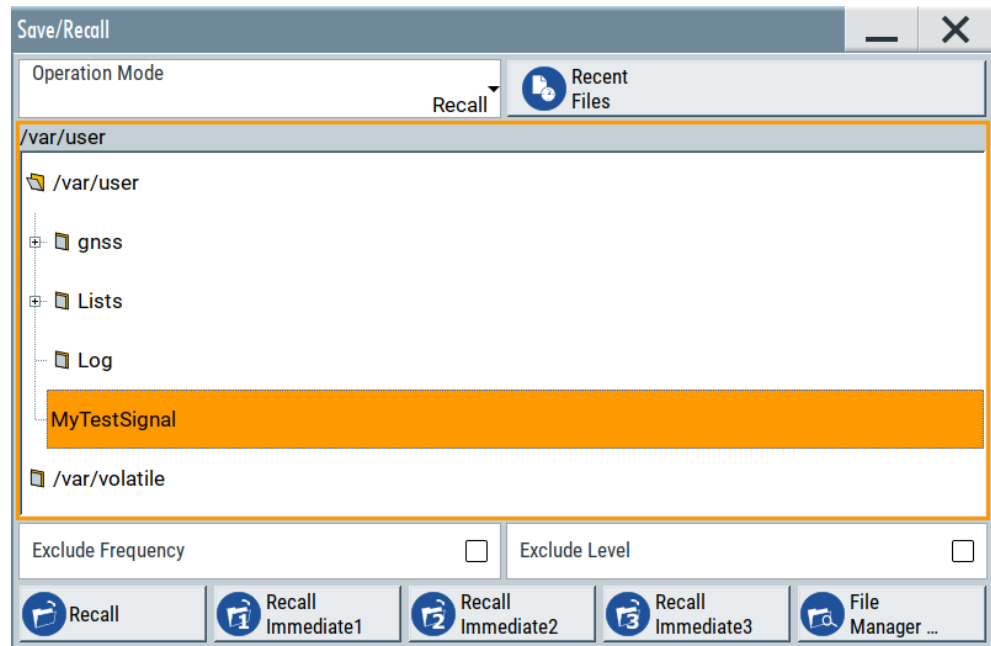 Save/Recall
Operation Mode
Recall
Recent
Files
/var/user
/var/user
gnss
Lists
Log
MyTestSignal
/var/volatile
Exclude Frequency
Exclude Level
Recall
Recall
Immediate1
Recall
Immediate2
Recall
Immediate3
File
Manager ...